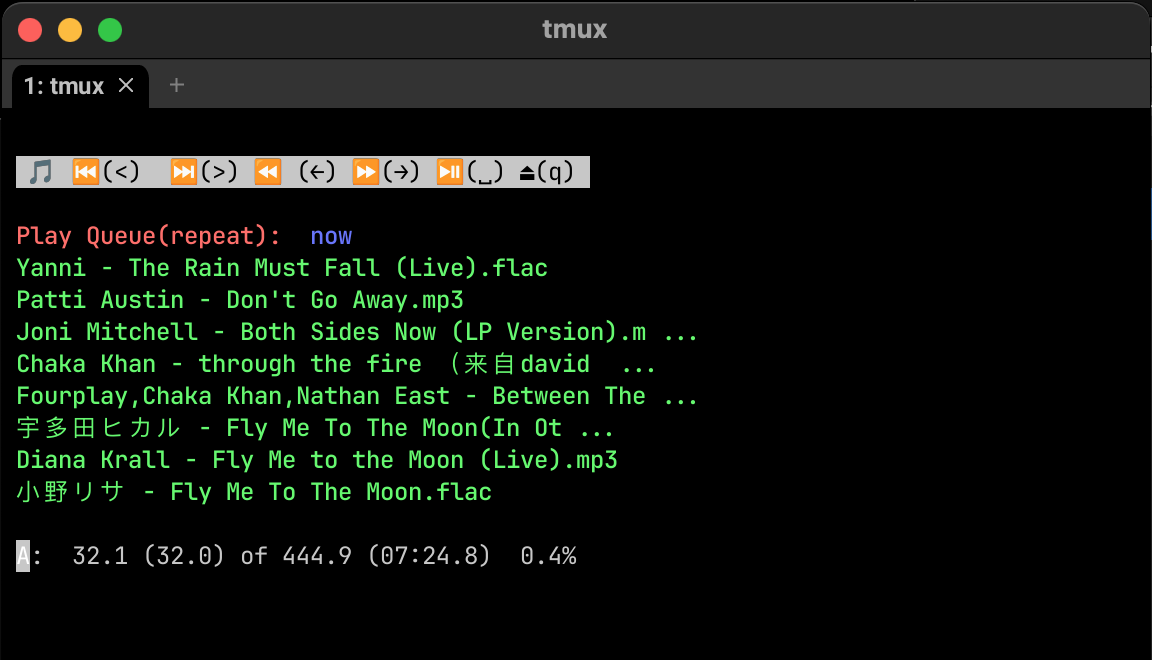 tmux
1: tmux × +
🎵 ⏮(<) ⏭(>) ⏪ (←) ⏩(→) ⏯(␣) ⏏(q)
Play Queue(repeat): now
Yanni - The Rain Must Fall (Live).flac
Patti Austin - Don't Go Away.mp3
Joni Mitchell - Both Sides Now (LP Version).m ...
Chaka Khan - through the fire （来自david ...
Fourplay,Chaka Khan,Nathan East - Between The ...
宇多田ヒカル - Fly Me To The Moon(In Ot ...
Diana Krall - Fly Me to the Moon (Live).mp3
小野リサ - Fly Me To The Moon.flac
A: 32.1 (32.0) of 444.9 (07:24.8) 0.4%